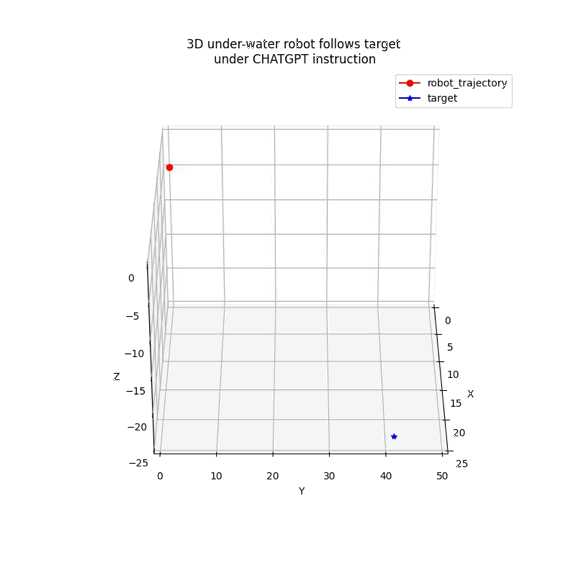 3D under-water robot follows target
under CHATGPT instruction
robot_trajectory
target
0
−5
−10
−15
−20
−25
Z
0
5
10
15
20
25
X
0
10
20
30
40
50
Y